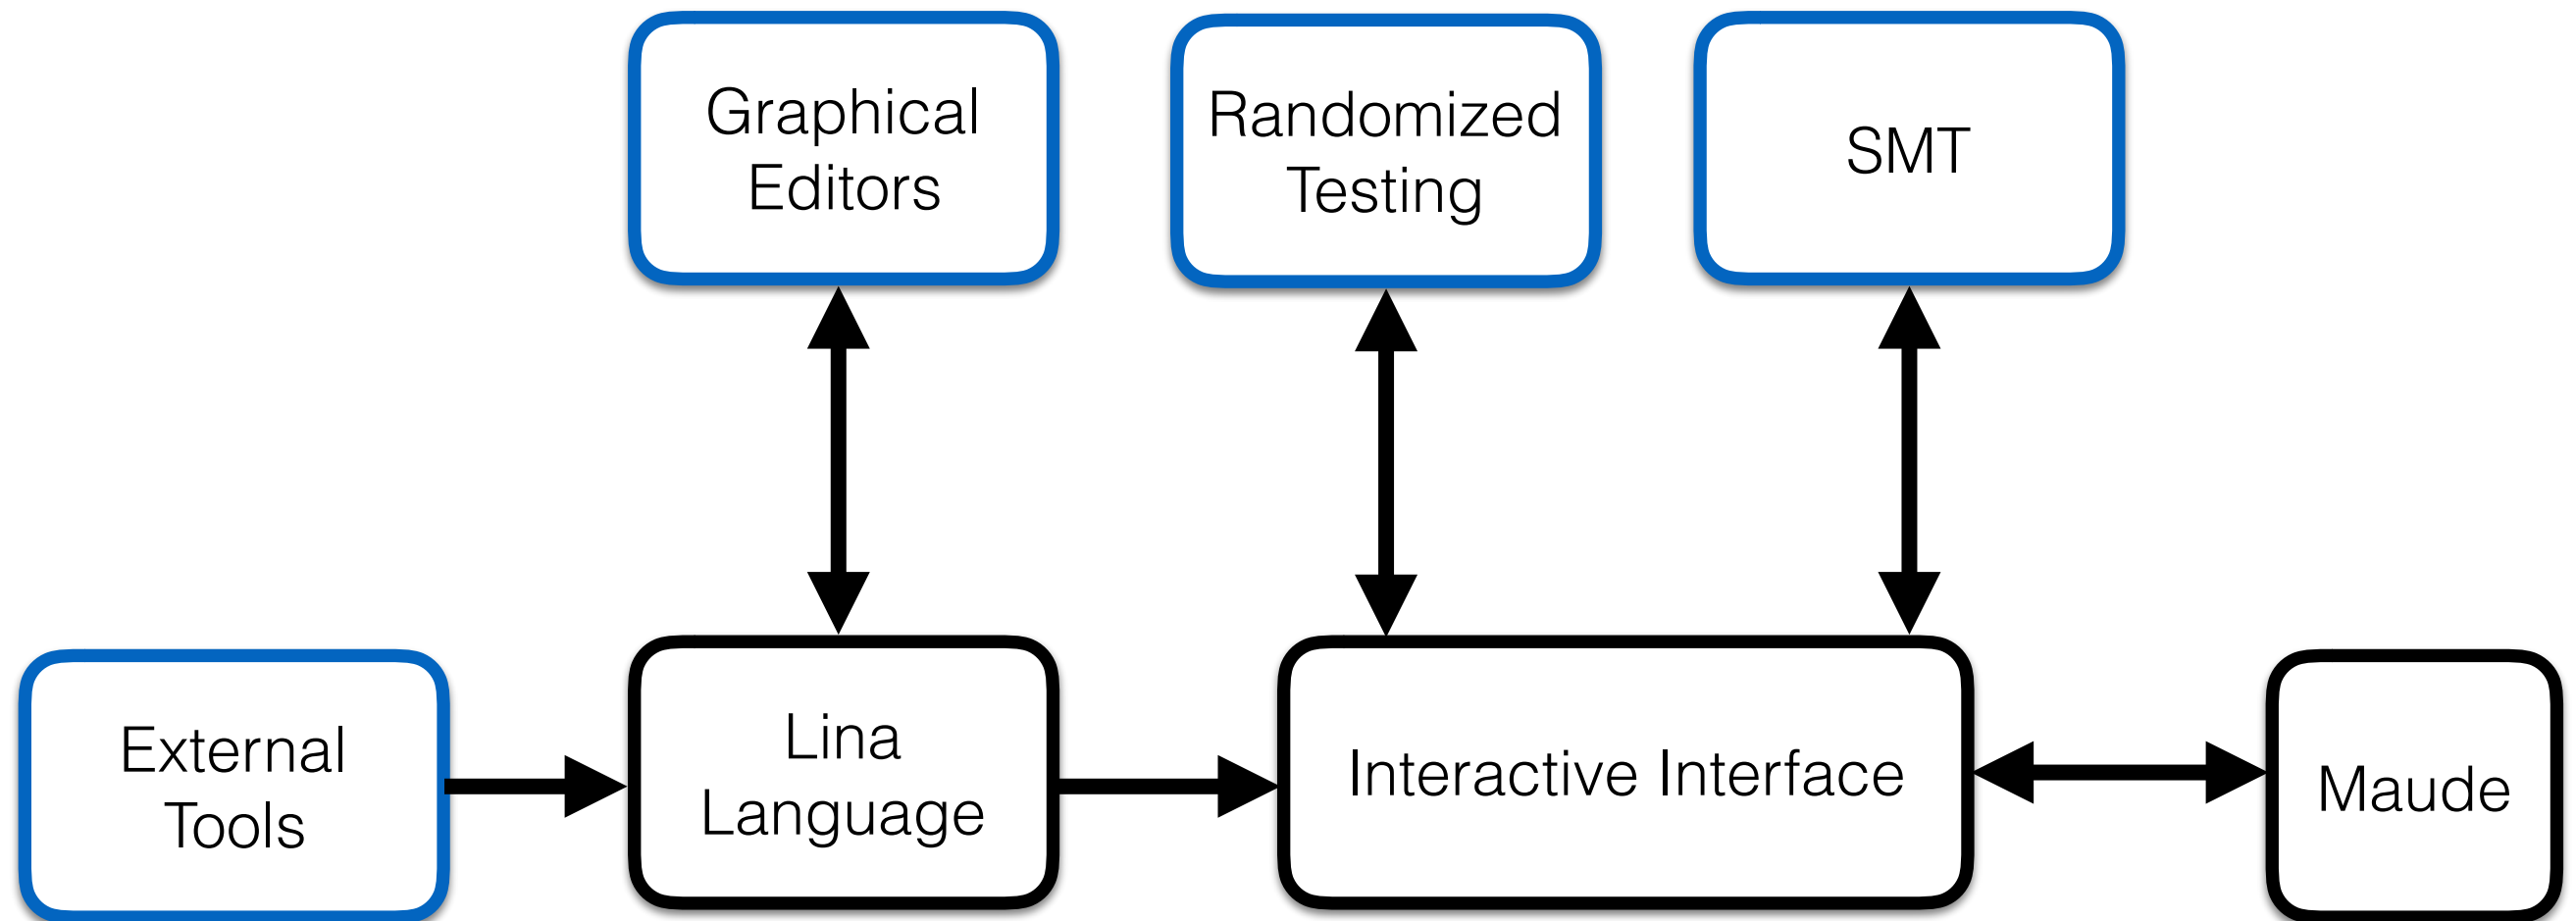 Graphical
Editors
Randomized
Testing
SMT
External
Tools
Lina
Language
Interactive Interface
Maude